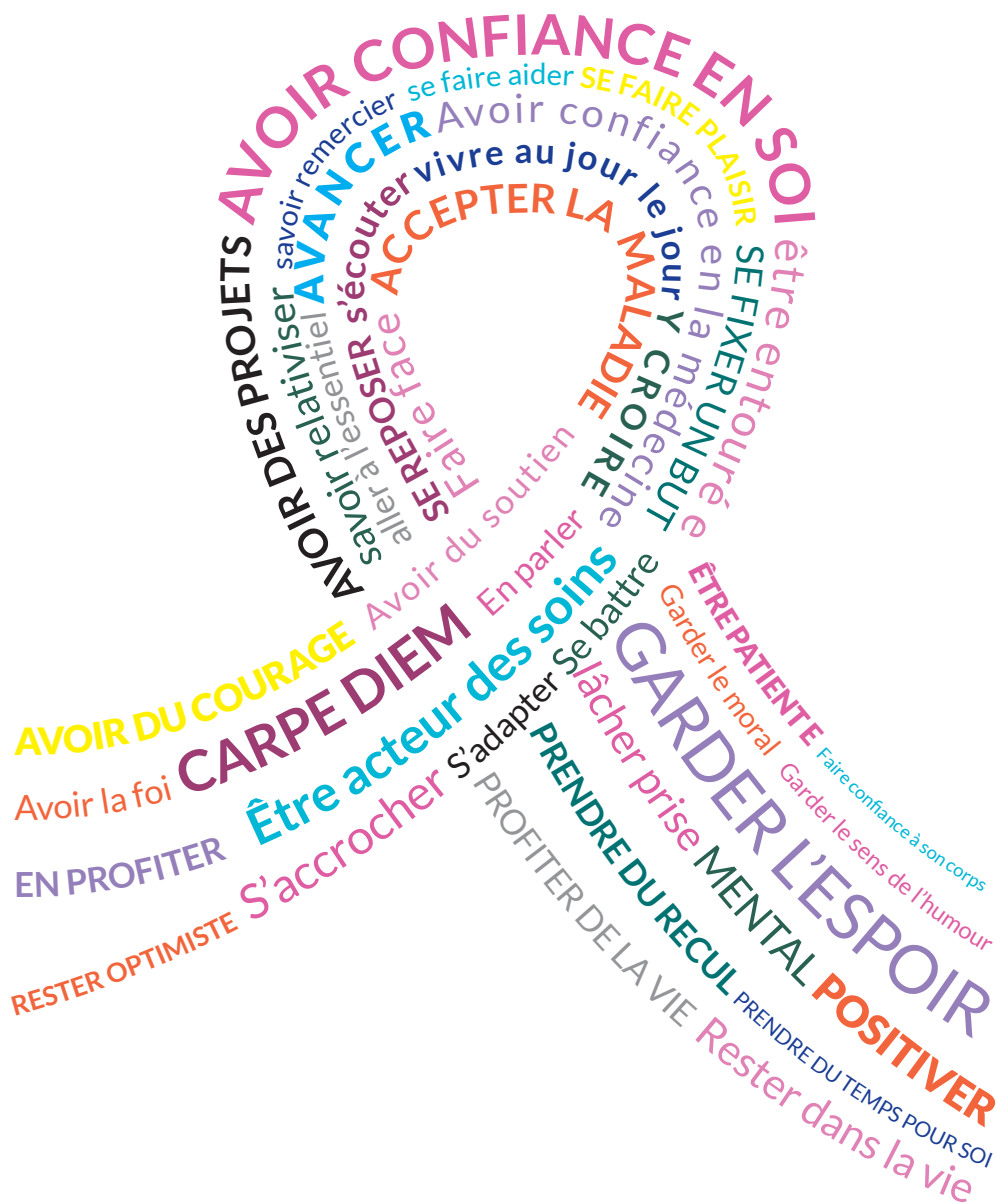 AVOIR CONFIANCE EN SOI
savoir remercier
se faire aider
SE FAIRE PLAISIR
AVANCER
Avoir confiance en la médecine
s'écouter
vivre au jour le jour
Y CROIRE
ACCEPTER LA MALADIE
être entouré e
SE FIXER UN BUT
AVOIR DES PROJETS
savoir relativiser
aller à l'essentiel
SE REPOSER
Faire face
Avoir du soutien
AVOIR DU COURAGE
En parler
CARPE DIEM
Avoir la foi
Être acteur des soins
EN PROFITER
Se battre
S'adapter
S'accrocher
RESTER OPTIMISTE
ÊTRE PATIENT E
Faire confiance à son corps
Garder le moral
Garder le sens de l'humour
GARDER L'ESPOIR
lâcher prise
MENTAL
POSITIVER
PRENDRE DU RECUL
PRENDRE DU TEMPS POUR SOI
PROFITER DE LA VIE
Rester dans la vie